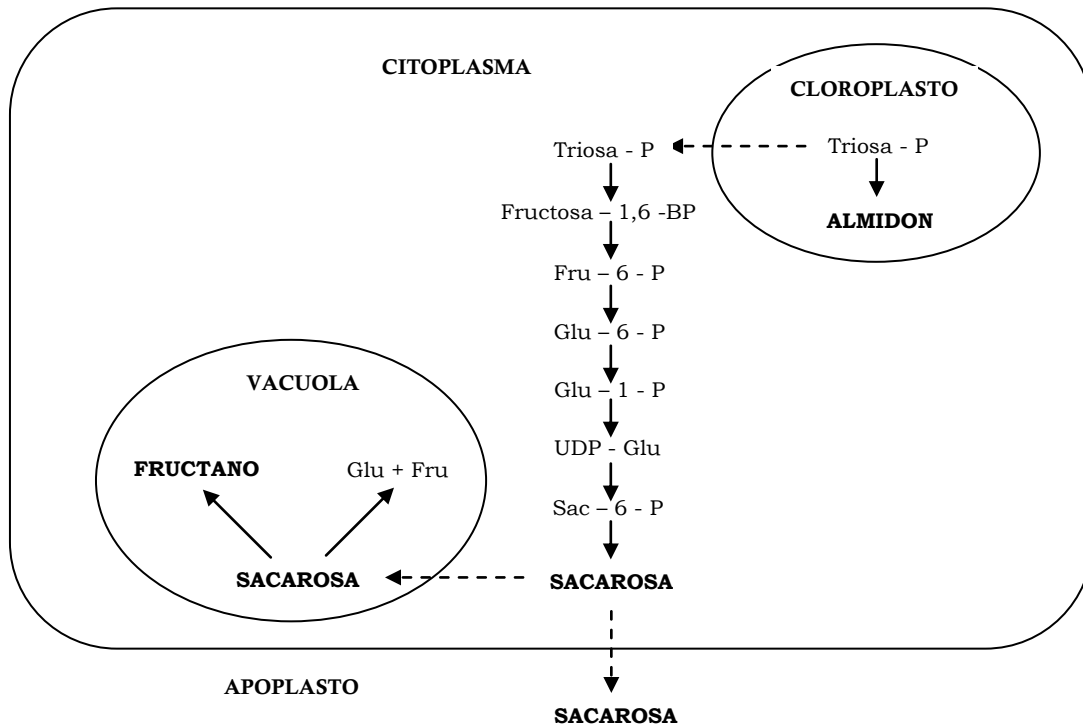 CITOPLASMA
CLOROPLASTO
Triosa - P
Triosa - P
Fructosa – 1,6 -BP
ALMIDON
Fru – 6 - P
Glu – 6 - P
VACUOLA
Glu – 1 - P
UDP - Glu
FRUCTANO
Glu + Fru
Sac – 6 - P
SACAROSA
SACAROSA
APOPLASTO
SACAROSA